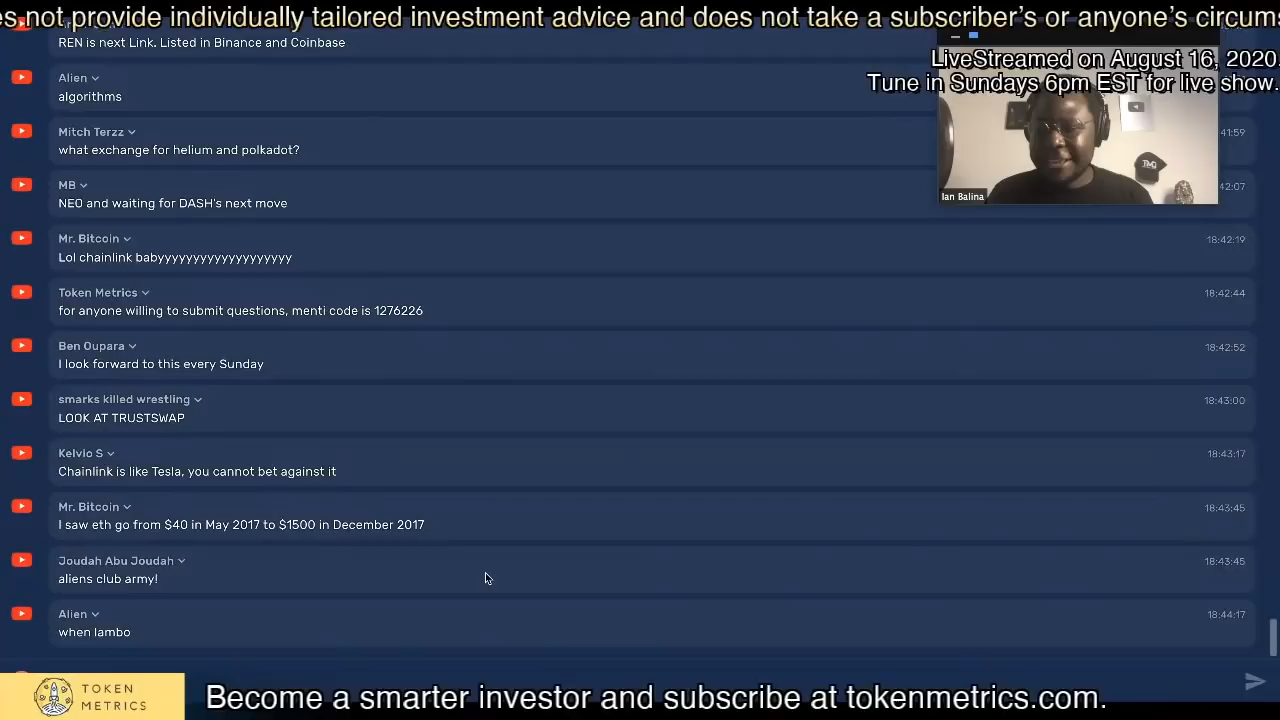 es not provide individually tailored investment advice and does not take a subscriber’s or anyone’s circums
REN is next Link. Listed in Binance and Coinbase
LiveStreamed on August 16, 2020.
Tune in Sundays 6pm EST for live show.
Alien
algorithms
Mitch Terzz
41:59
what exchange for helium and polkadot?
MB
42:07
NEO and waiting for DASH's next move
Ian Balina
Mr. Bitcoin
18:42:19
Lol chainlink babyyyyyyyyyyyyyyyyyyy
Token Metrics
18:42:44
for anyone willing to submit questions, menti code is 1276226
Ben Oupara
18:42:52
I look forward to this every Sunday
smarks killed wrestling
18:43:00
LOOK AT TRUSTSWAP
Kelvio S
18:43:17
Chainlink is like Tesla, you cannot bet against it
Mr. Bitcoin
18:43:45
I saw eth go from $40 in May 2017 to $1500 in December 2017
Joudah Abu Joudah
18:43:45
aliens club army!
Alien
18:44:17
when lambo
TOKEN
METRICS
Become a smarter investor and subscribe at tokenmetrics.com.